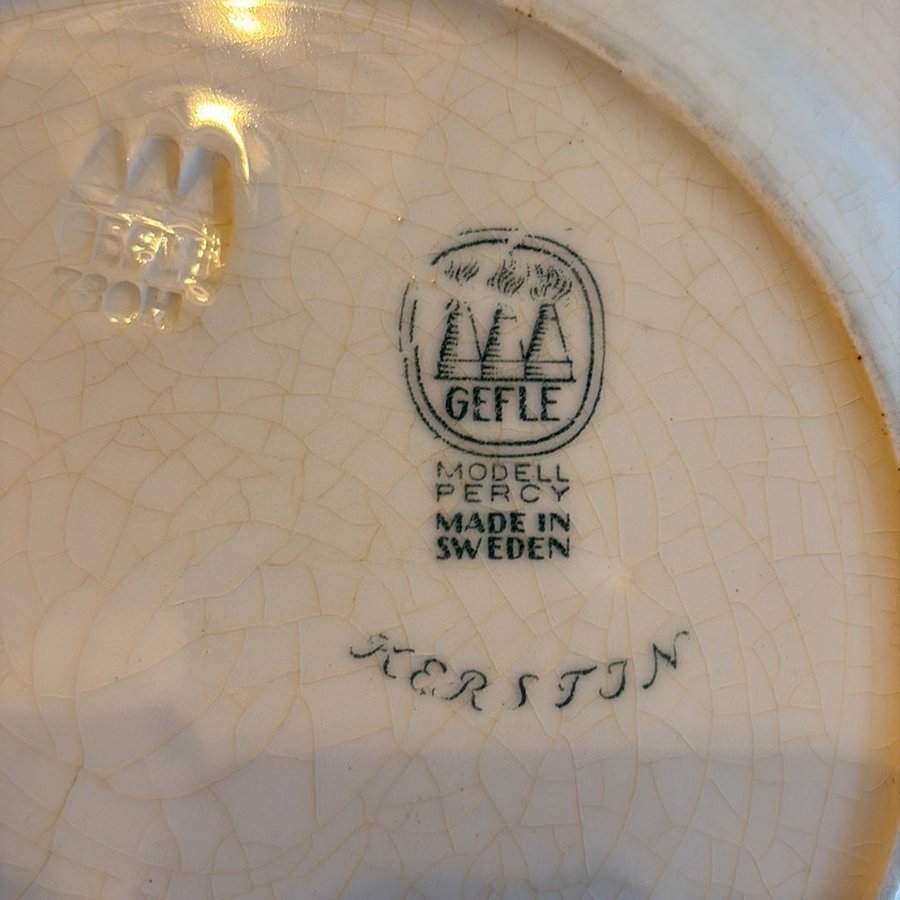 GEFLE
MODELL
PERCY
MADE IN
SWEDEN
KERSTIN